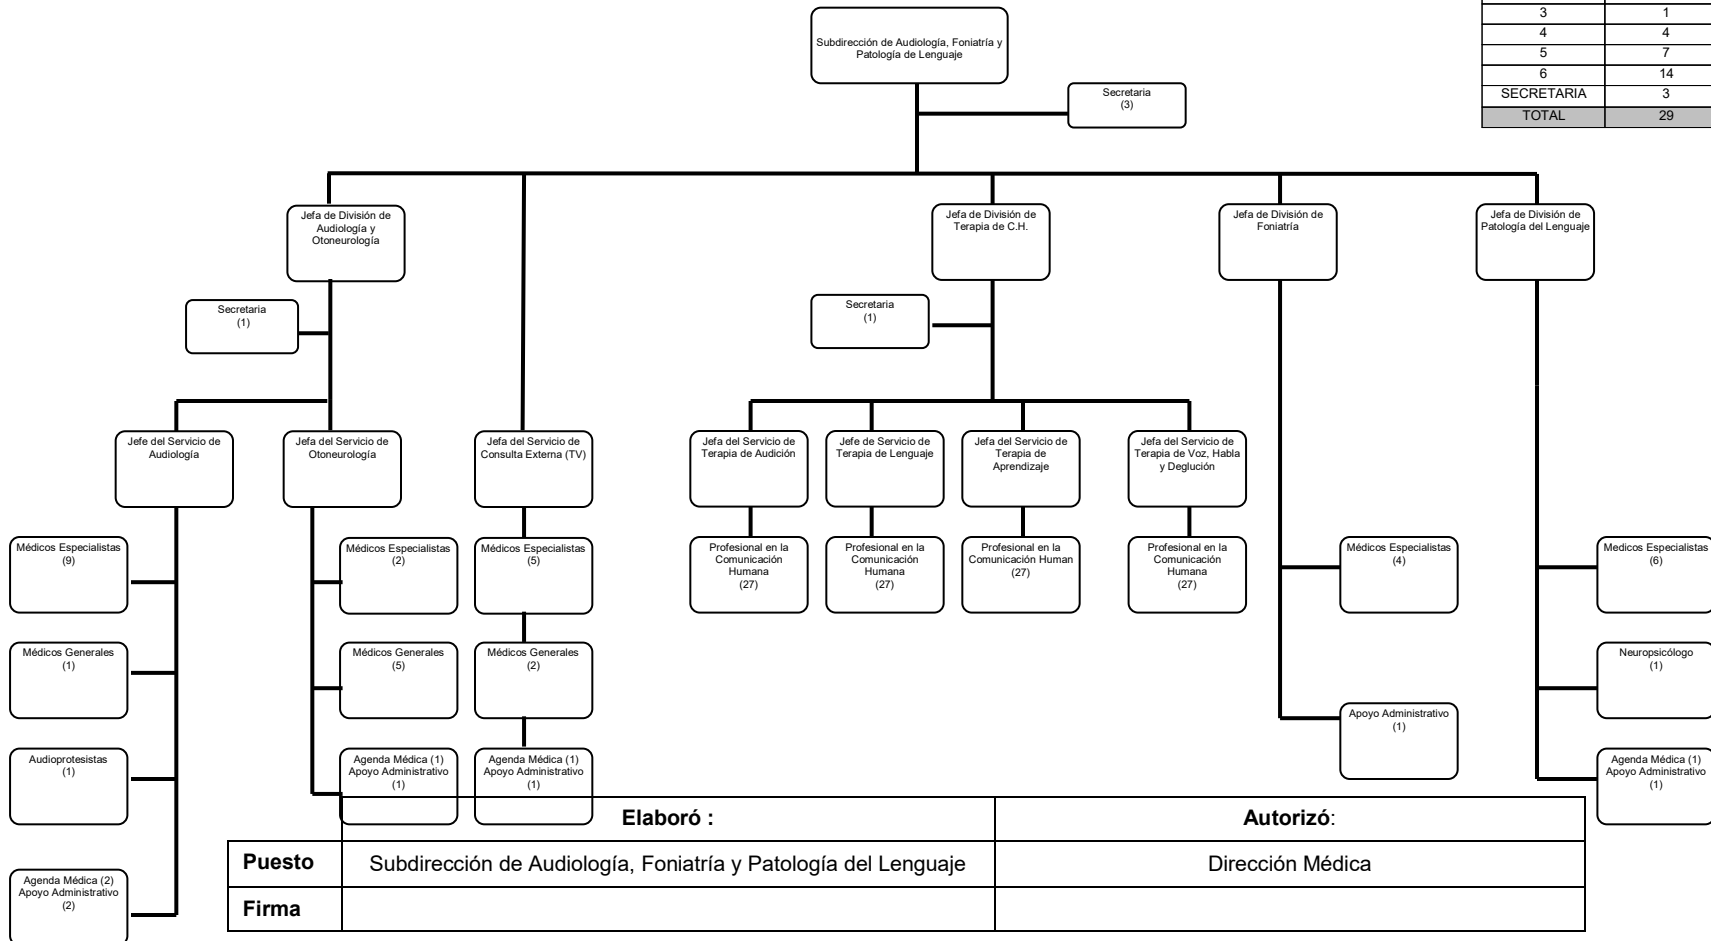 3 1
4 4
5 7
6 14
SECRETARIA 3
TOTAL 29
Subdirección de Audiología, Foniatría y
Patología de Lenguaje
Secretaria
(3)
Jefa de División de
Audiología y
Otoneurología
Jefa de División de
Terapia de C.H.
Jefa de División de
Foniatría
Jefa de División de
Patología del Lenguaje
Secretaria
(1)
Secretaria
(1)
Jefe del Servicio de
Audiología
Jefa del Servicio de
Otoneurología
Jefa del Servicio de
Consulta Externa (TV)
Jefa del Servicio de
Terapia de Audición
Jefe de Servicio de
Terapia de Lenguaje
Jefa del Servicio de
Terapia de
Aprendizaje
Jefa del Servicio de
Terapia de Voz, Habla
y Deglución
Médicos Especialistas
(9)
Médicos Especialistas
(2)
Médicos Especialistas
(5)
Profesional en la
Comunicación
Humana
(27)
Profesional en la
Comunicación
Humana
(27)
Profesional en la
Comunicación Human
(27)
Profesional en la
Comunicación
Humana
(27)
Médicos Especialistas
(4)
Medicos Especialistas
(6)
Médicos Generales
(1)
Médicos Generales
(5)
Médicos Generales
(2)
Neuropsicólogo
(1)
Apoyo Administrativo
(1)
Audioprotesistas
(1)
Agenda Médica (1)
Apoyo Administrativo
(1)
Agenda Médica (1)
Apoyo Administrativo
(1)
Agenda Médica (1)
Apoyo Administrativo
(1)
Agenda Médica (2)
Apoyo Administrativo
(2)
Elaboró : Autorizó:
Puesto Subdirección de Audiología, Foniatría y Patología del Lenguaje Dirección Médica
Firma